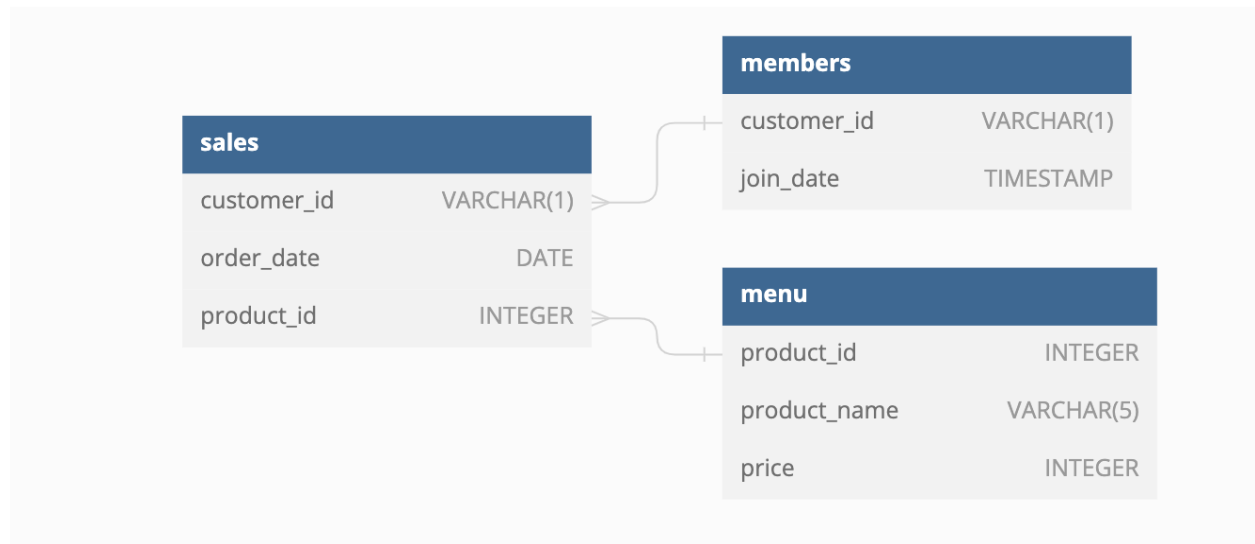 sales
customer_id VARCHAR(1)
order_date DATE
product_id INTEGER
members
customer_id VARCHAR(1)
join_date TIMESTAMP
menu
product_id INTEGER
product_name VARCHAR(5)
price INTEGER